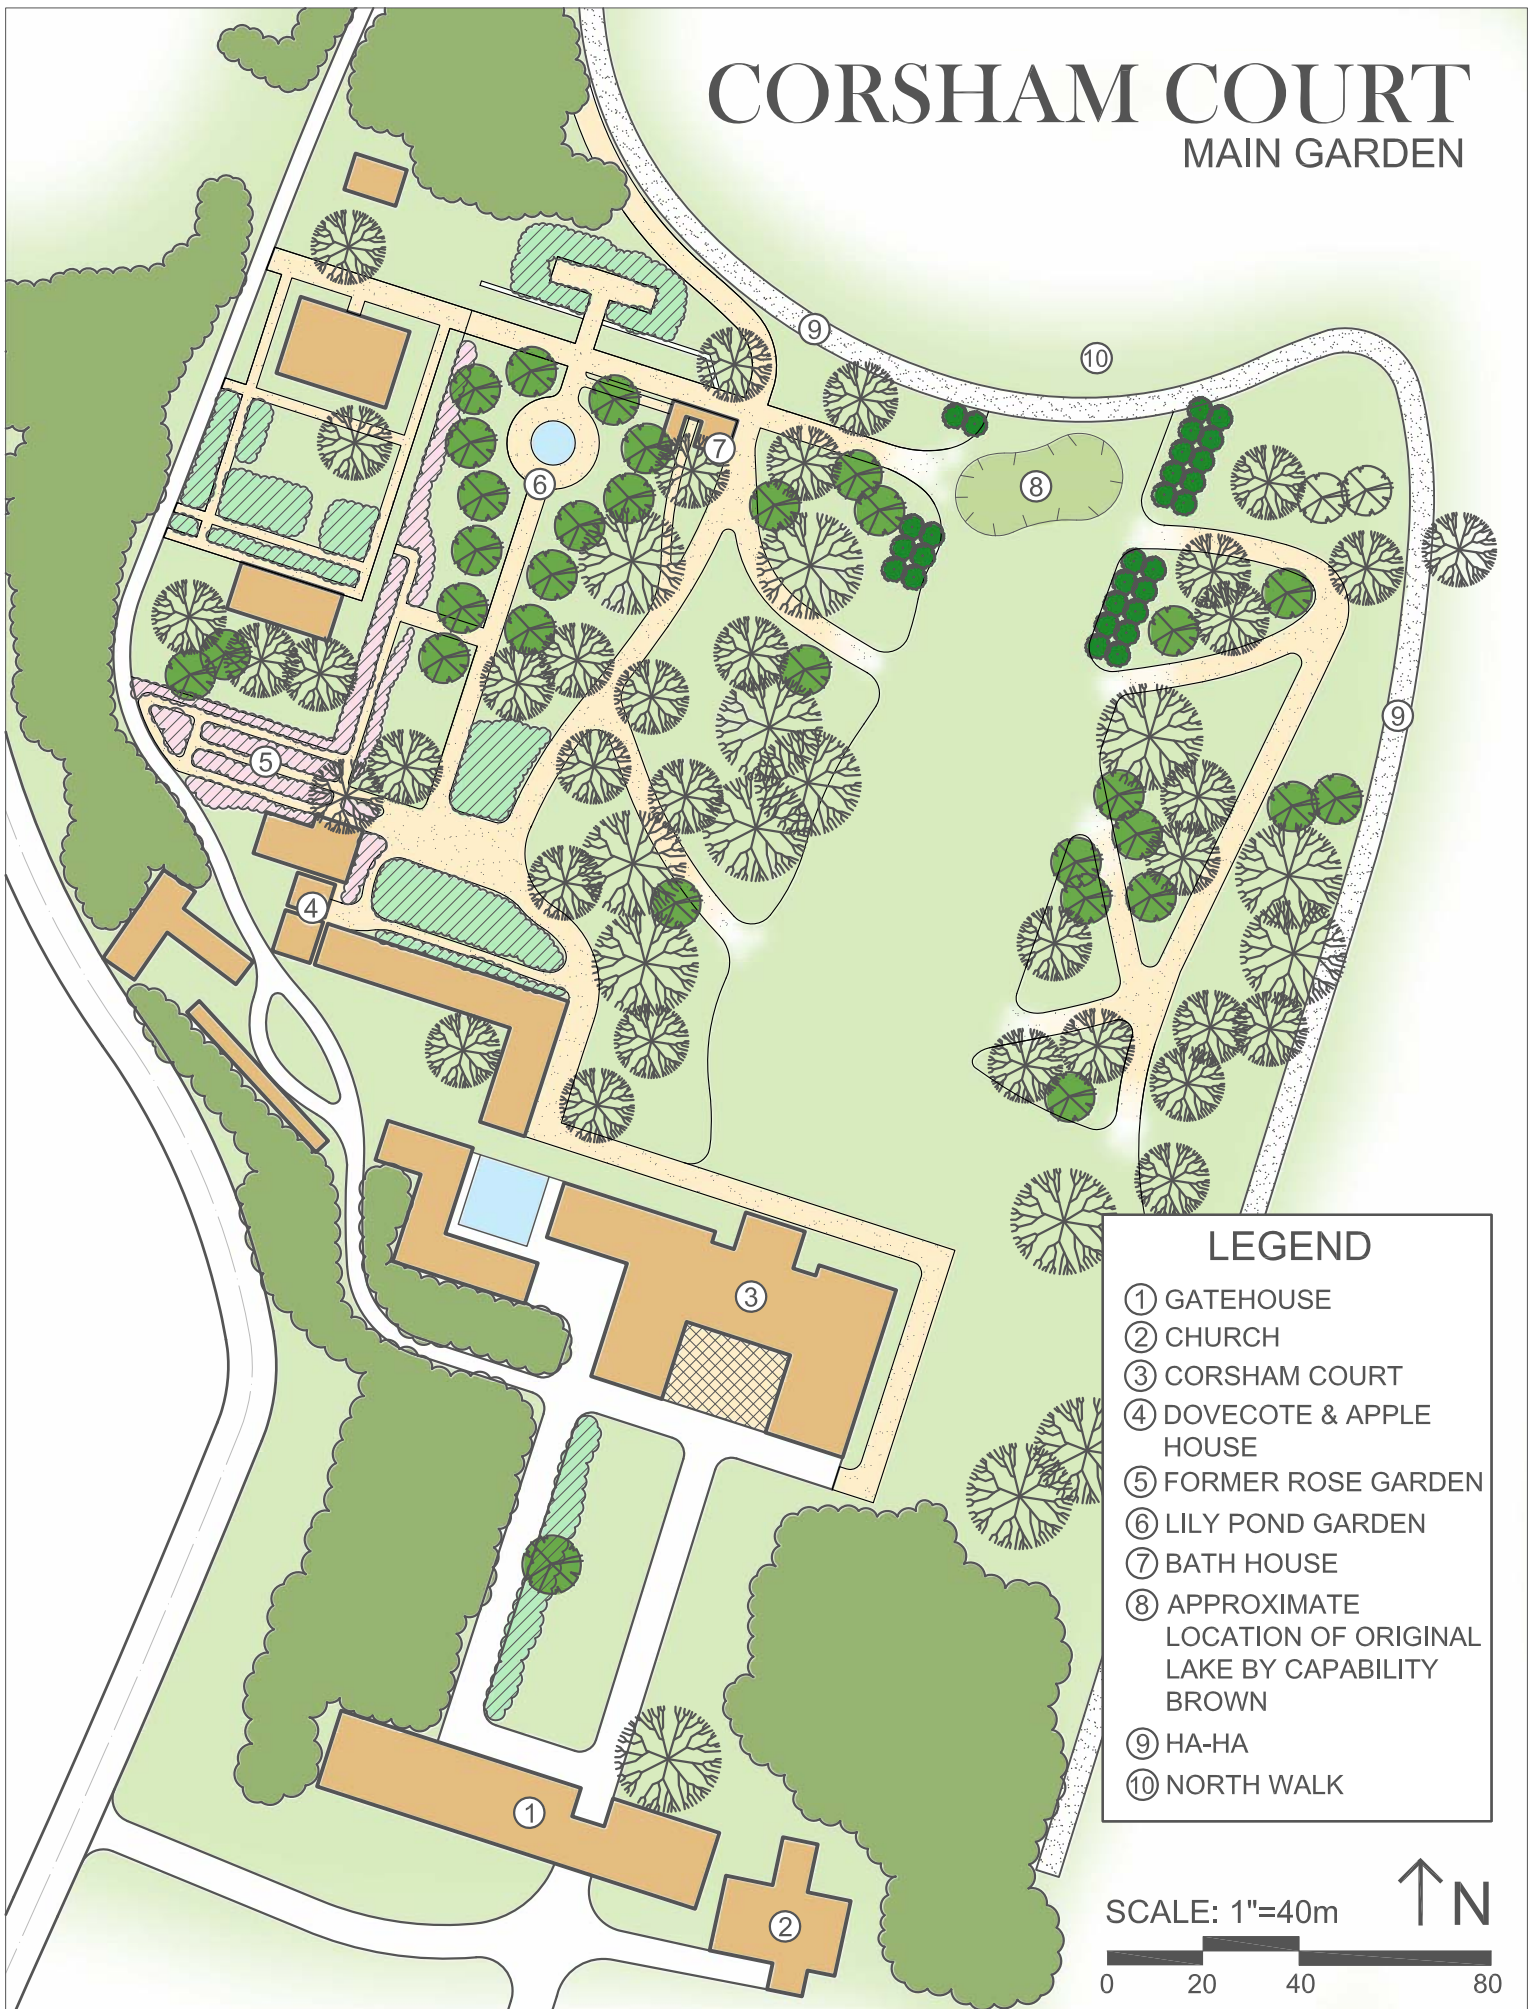 CORSHAM COURT
MAIN GARDEN
9
10
7
6
8
9
5
4
3
1
2
LEGEND
1 GATEHOUSE
2 CHURCH
3 CORSHAM COURT
4 DOVECOTE & APPLE
HOUSE
5 FORMER ROSE GARDEN
6 LILY POND GARDEN
7 BATH HOUSE
8 APPROXIMATE
LOCATION OF ORIGINAL
LAKE BY CAPABILITY
BROWN
9 HA-HA
10 NORTH WALK
SCALE: 1"=40m
N
0 20 40 80